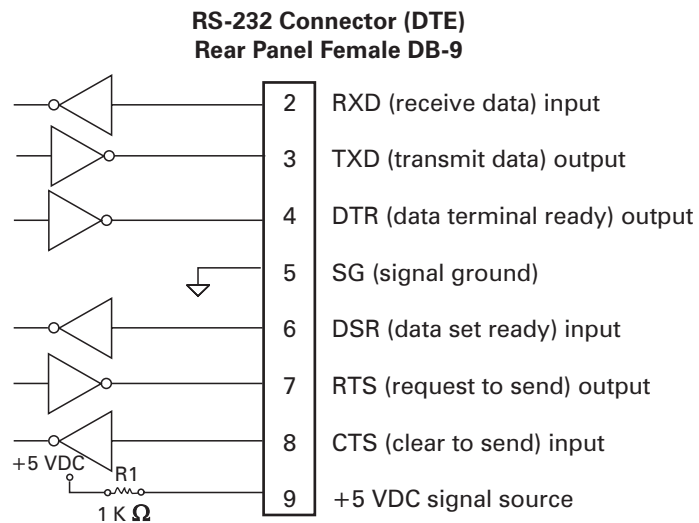 RS-232 Connector (DTE)
Rear Panel Female DB-9
2 RXD (receive data) input
3 TXD (transmit data) output
4 DTR (data terminal ready) output
5 SG (signal ground)
6 DSR (data set ready) input
7 RTS (request to send) output
8 CTS (clear to send) input
+5 VDC
R1
9 +5 VDC signal source
1 K Ω